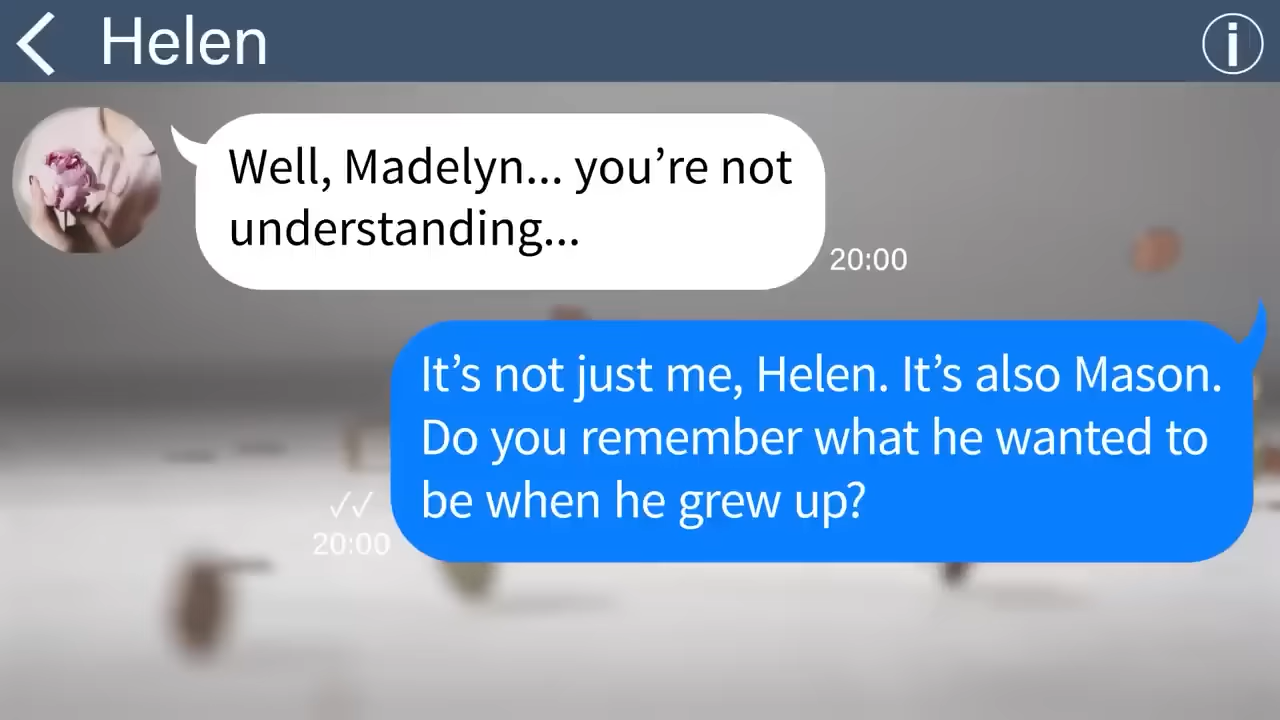 Helen
Well, Madelyn... you’re not
understanding...
20:00
It’s not just me, Helen. It’s also Mason.
Do you remember what he wanted to
be when he grew up?
20:00